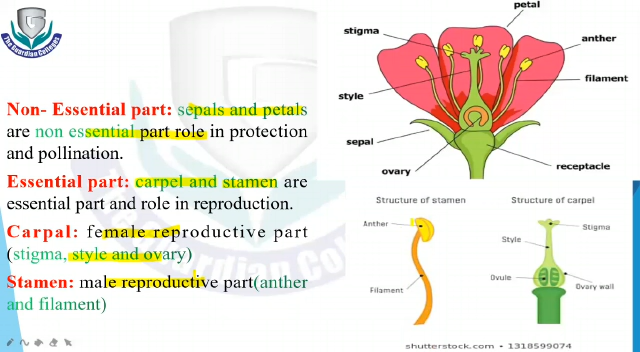 The Guardian Colleges
Non- Essential part: sepals and petals
are non essential part role in protection
and pollination.
Essential part: carpel and stamen are
essential part and role in reproduction.
Carpal: female reproductive part
(stigma, style and ovary)
Stamen: male reproductive part(anther
and filament)
petal
stigma
anther
filament
style
sepal
ovary
receptacle
Structure of stamen
Structure of carpel
Anther
Stigma
Style
Ovule
Filament
Ovary wall
shutterstock.com • 1318599074